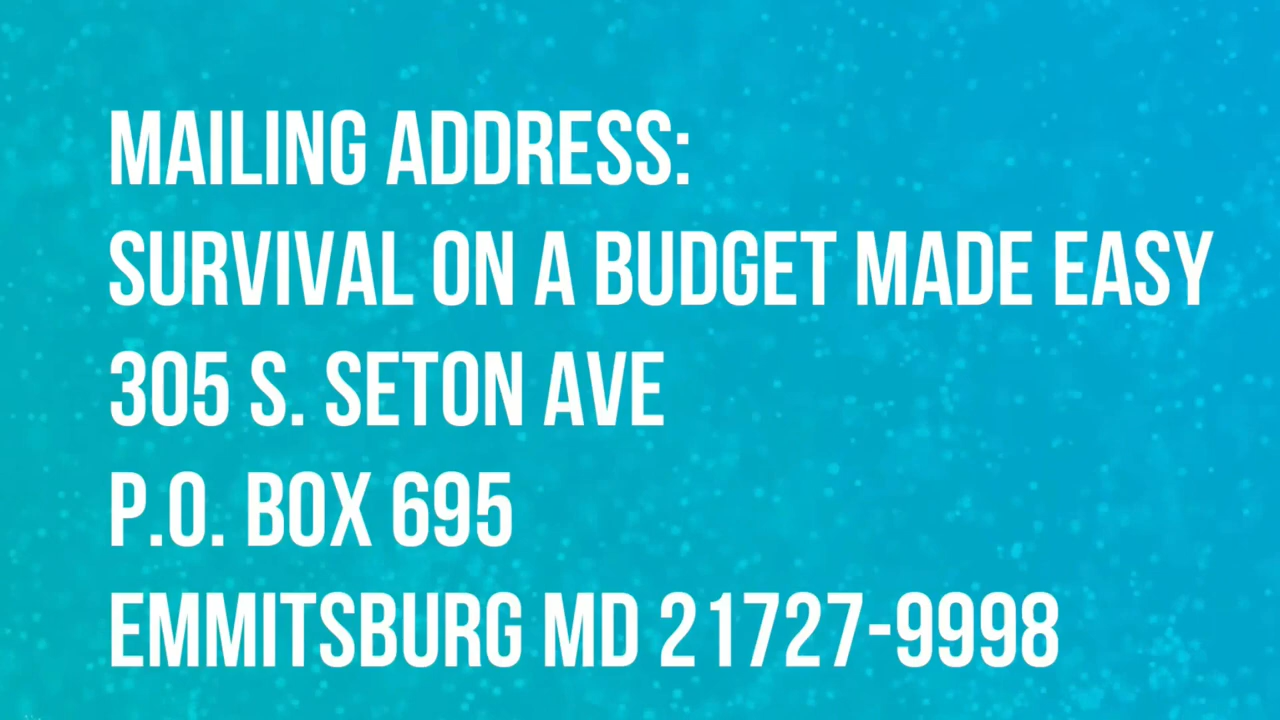 MAILING ADDRESS:
SURVIVAL ON A BUDGET MADE EASY
305 S. SETON AVE
P.O. BOX 695
EMMITSBURG MD 21727-9998